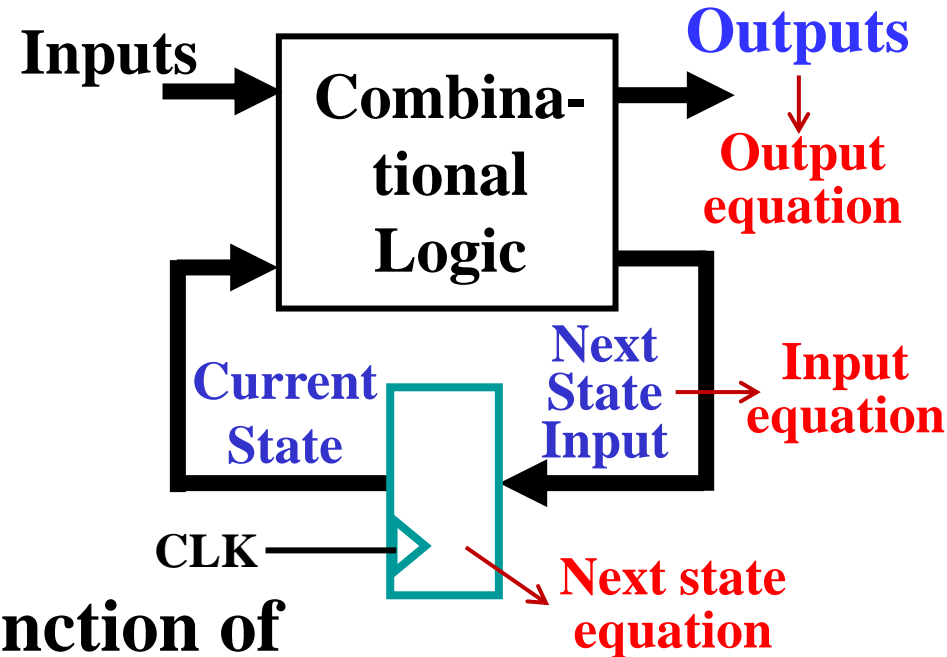 Inputs
Combina-
tional
Logic
Outputs
Output
equation
Current
State
Next
State
Input
Input
equation
CLK
Next state
equation
nction of